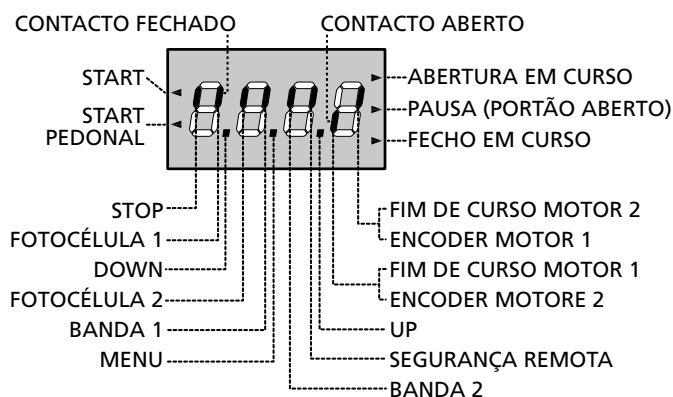 CONTACTO FECHADO
CONTACTO ABERTO
START
START
PEDONAL
ABERTURA EM CURSO
PAUSA (PORTÃO ABERTO)
FECHO EM CURSO
STOP
FOTOCÉLULA 1
DOWN
FOTOCÉLULA 2
BANDA 1
MENU
FIM DE CURSO MOTOR 2
ENCODER MOTOR 1
FIM DE CURSO MOTOR 1
ENCODER MOTORE 2
UP
SEGURANÇA REMOTA
BANDA 2